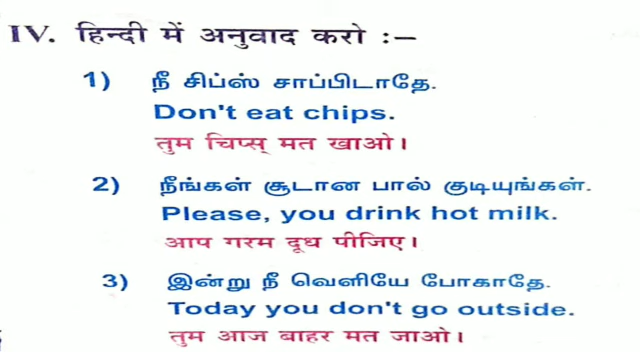 IV. हिन्दी में अनुवाद करो :—
1) நீ சிப்ஸ் சாப்பிடாதே.
Don't eat chips.
तुम चिप्स् मत खाओ।
2) நீங்கள் சூடான பால் குடியுங்கள்.
Please, you drink hot milk.
आप गरम दूध पीजिए।
3) இன்று நீ வெளியே போகாதே.
Today you don't go outside.
तुम आज बाहर मत जाओ।